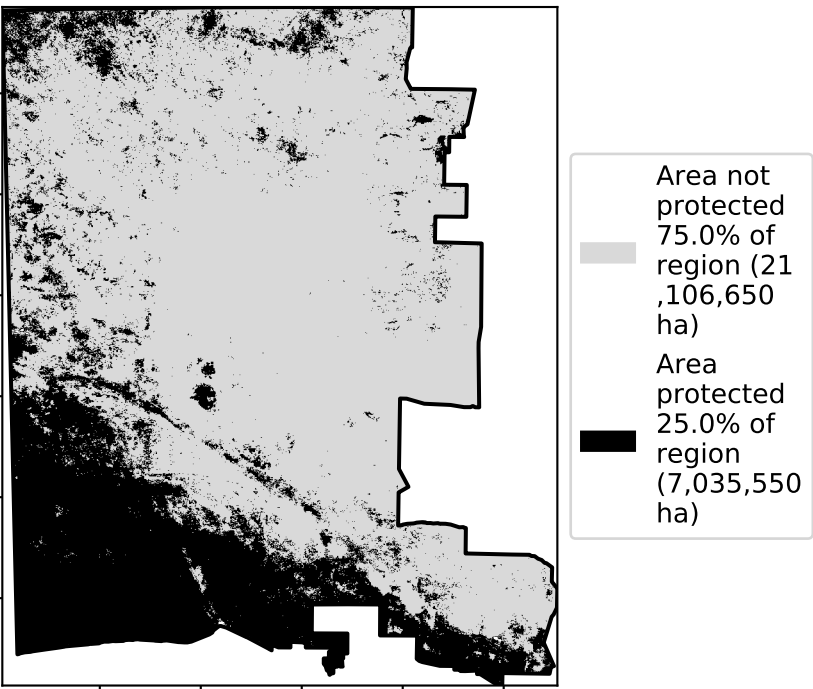 Area not
protected
75.0% of
region (21
,106,650
ha)
Area
protected
25.0% of
region
(7,035,550
ha)